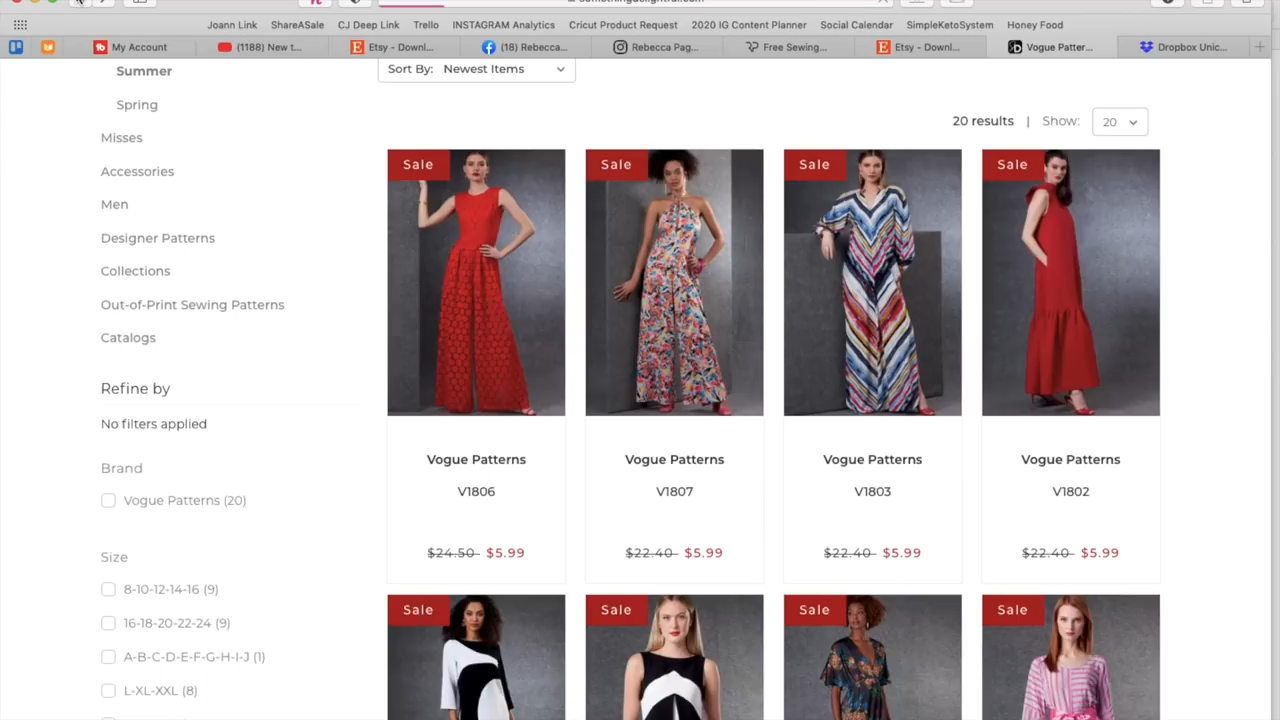 Joann Link ShareASale CJ Deep Link Trello INSTAGRAM Analytics Cricut Product Request 2020 IG Content Planner Social Calendar SimpleKetoSystem Honey Food
My Account (1188) New t... Etsy - Downl... (18) Rebecca... Rebecca Pag... Free Sewing... Etsy - Downl... Vogue Patter... Dropbox Unic...
Summer
Spring
Misses
Accessories
Men
Designer Patterns
Collections
Out-of-Print Sewing Patterns
Catalogs
Refine by
No filters applied
Brand
Vogue Patterns (20)
Size
8-10-12-14-16 (9)
16-18-20-22-24 (9)
A-B-C-D-E-F-G-H-I-J (1)
L-XL-XXL (8)
Sort By: Newest Items
20 results | Show: 20
Sale Sale Sale Sale
Vogue Patterns Vogue Patterns Vogue Patterns Vogue Patterns
V1806 V1807 V1803 V1802
$24.50 $5.99 $22.40 $5.99 $22.40 $5.99 $22.40 $5.99
Sale Sale Sale Sale